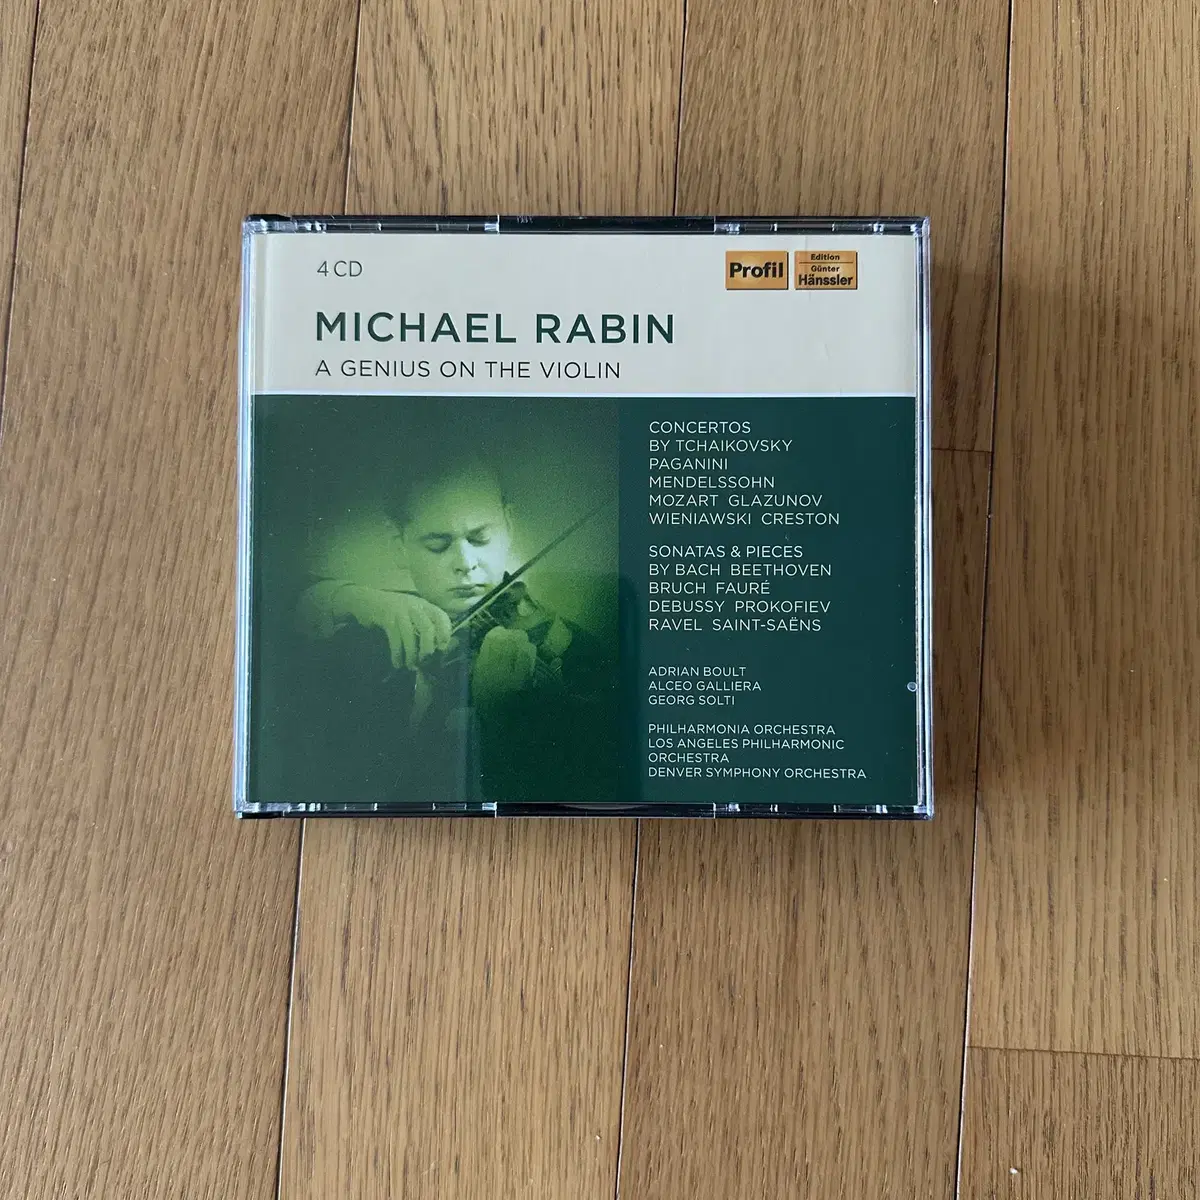 4 CD
Profil
Edition
Günter
Hänssler
MICHAEL RABIN
A GENIUS ON THE VIOLIN
CONCERTOS
BY TCHAIKOVSKY
PAGANINI
MENDELSSOHN
MOZART GLAZUNOV
WIENIAWSKI CRESTON
SONATAS & PIECES
BY BACH BEETHOVEN
BRUCH FAURÉ
DEBUSSY PROKOFIEV
RAVEL SAINT-SAËNS
ADRIAN BOULT
ALCEO GALLIERA
GEORG SOLTI
PHILHARMONIA ORCHESTRA
LOS ANGELES PHILHARMONIC
ORCHESTRA
DENVER SYMPHONY ORCHESTRA